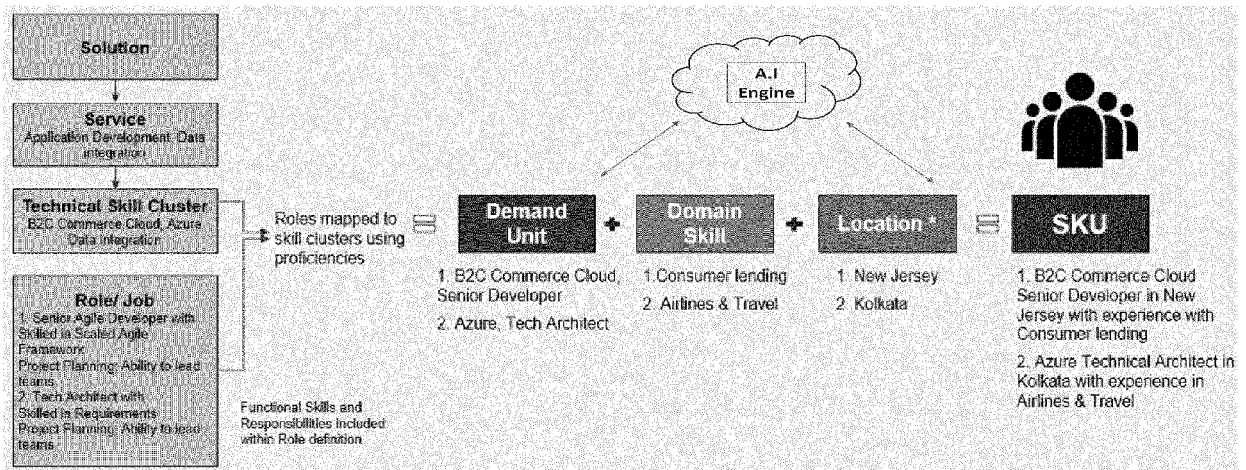 Solution
Service
Application Development, Data
integration
Technical Skill Cluster
B2C Commerce Cloud, Azure
Data Integration
Role/ Job
1. Senior Agile Developer with
Skilled in Scaled Agile
Framework
Project Planning: Ability to lead
teams
2. Tech Architect with
Skilled in Requirements
Project Planning: Ability to lead
teams
Roles mapped to
skill clusters using
proficiencies
Functional Skills and
Responsibilities Included
within Role definition
=
Demand
Unit
1. B2C Commerce Cloud,
Senior Developer
2. Azure, Tech Architect
+
Domain
Skill
1.Consumer lending
2. Airlines & Travel
+
A.I
Engine
Location *
1. New Jersey
2. Kolkata
=
SKU
1. B2C Commerce Cloud
Senior Developer in New
Jersey with experience with
Consumer lending
2. Azure Technical Architect in
Kolkata with experience in
Airlines & Travel